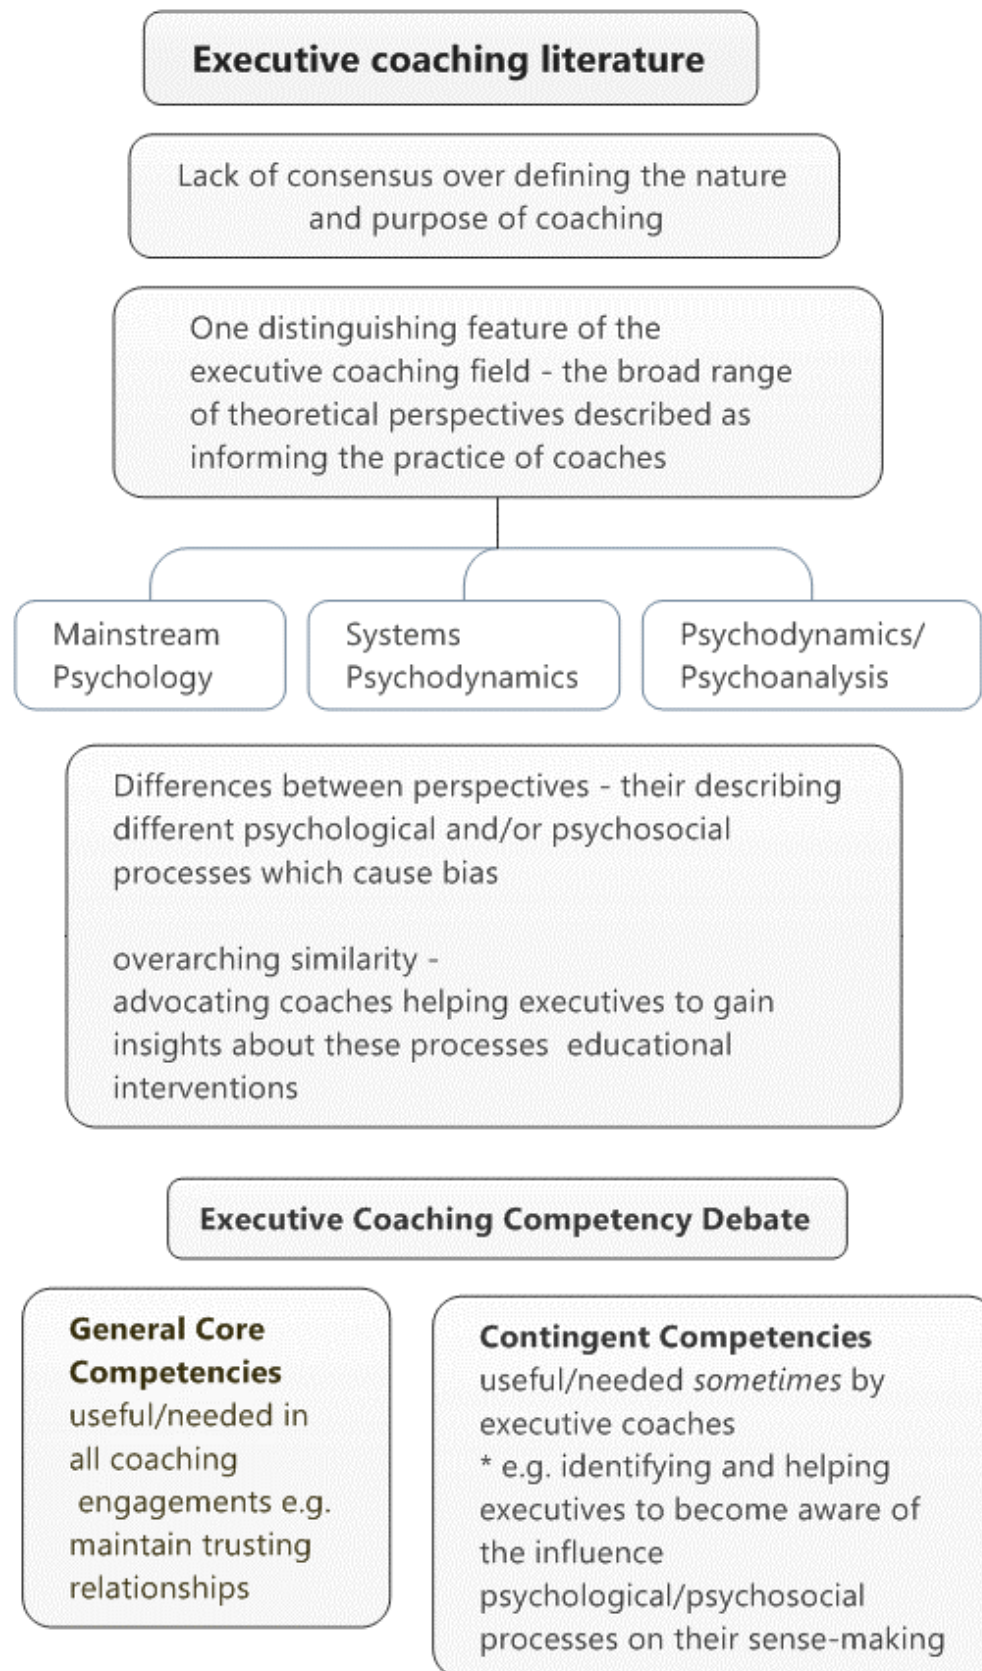 Executive coaching literature
Lack of consensus over defining the nature
and purpose of coaching
One distinguishing feature of the
executive coaching field - the broad range
of theoretical perspectives described as
informing the practice of coaches
Mainstream
Psychology
Systems
Psychodynamics
Psychodynamics/
Psychoanalysis
Differences between perspectives - their describing
different psychological and/or psychosocial
processes which cause bias
overarching similarity -
advocating coaches helping executives to gain
insights about these processes educational
interventions
Executive Coaching Competency Debate
General Core
Competencies
useful/needed in
all coaching
engagements e.g.
maintain trusting
relationships
Contingent Competencies
useful/needed sometimes by
executive coaches
* e.g. identifying and helping
executives to become aware of
the influence
psychological/psychosocial
processes on their sense-making